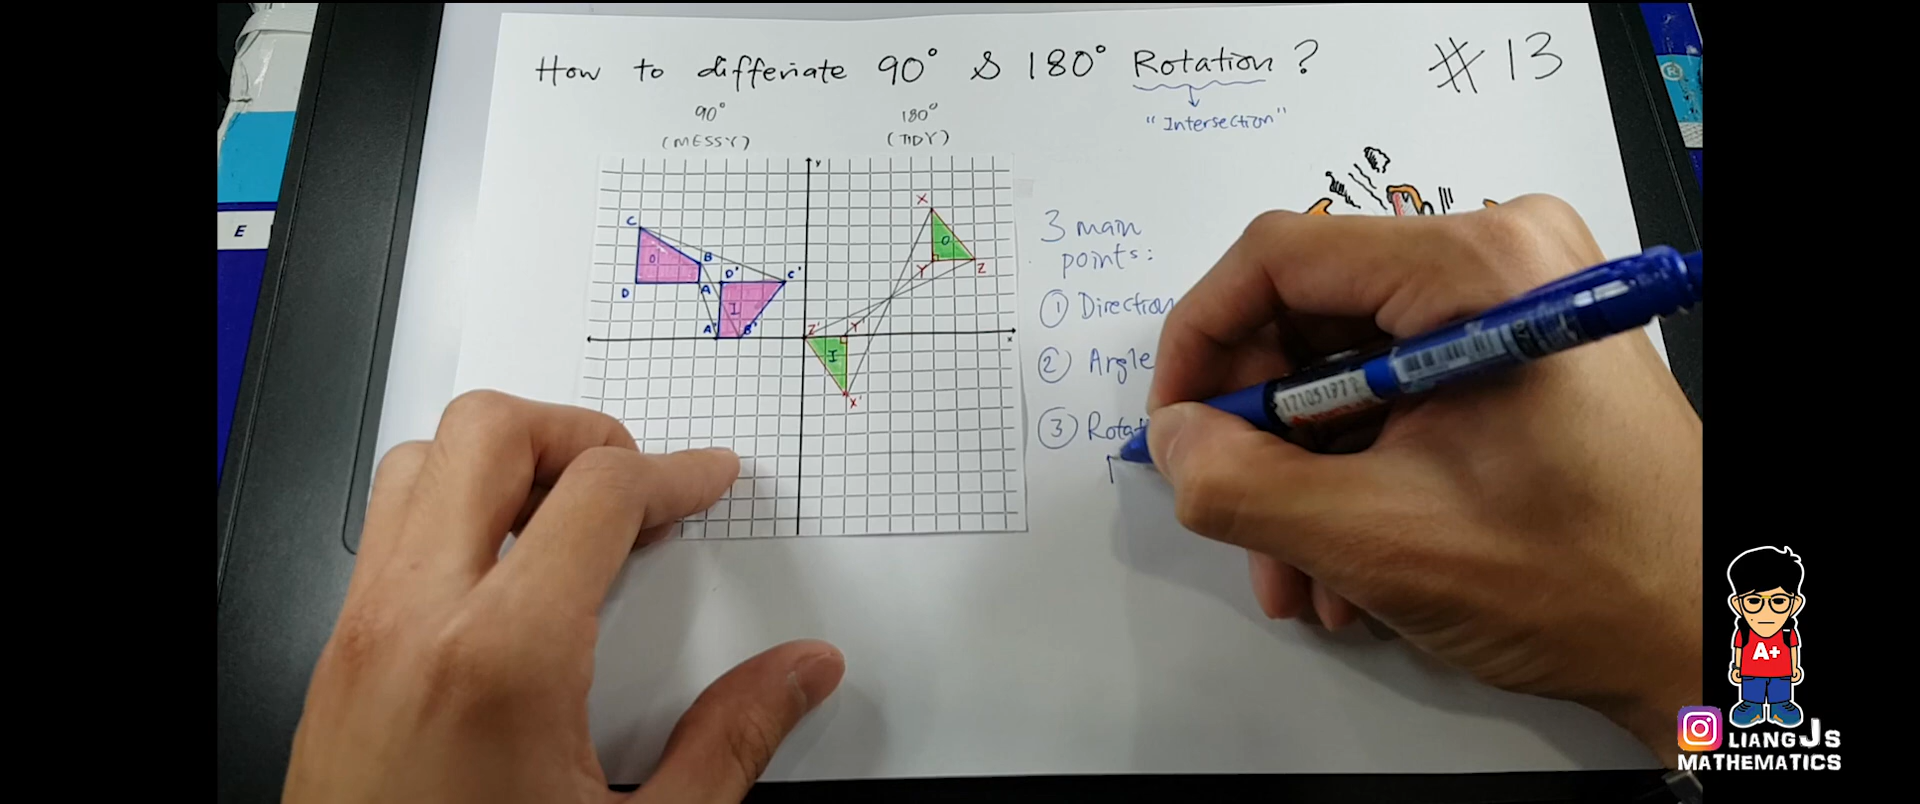 How to differiate 90° & 180° Rotation ?
# 13
90°
(MESSY)
180°
(TIDY)
"Intersection"
3 main
points:
① Direction
② Angle
③ Rotat
y
x
C
O
B
D
A
D'
C'
I
A'
B'
X
O
Y
Z
Z'
Y'
I
X'
E
®
A+
LIANGJS
MATHEMATICS